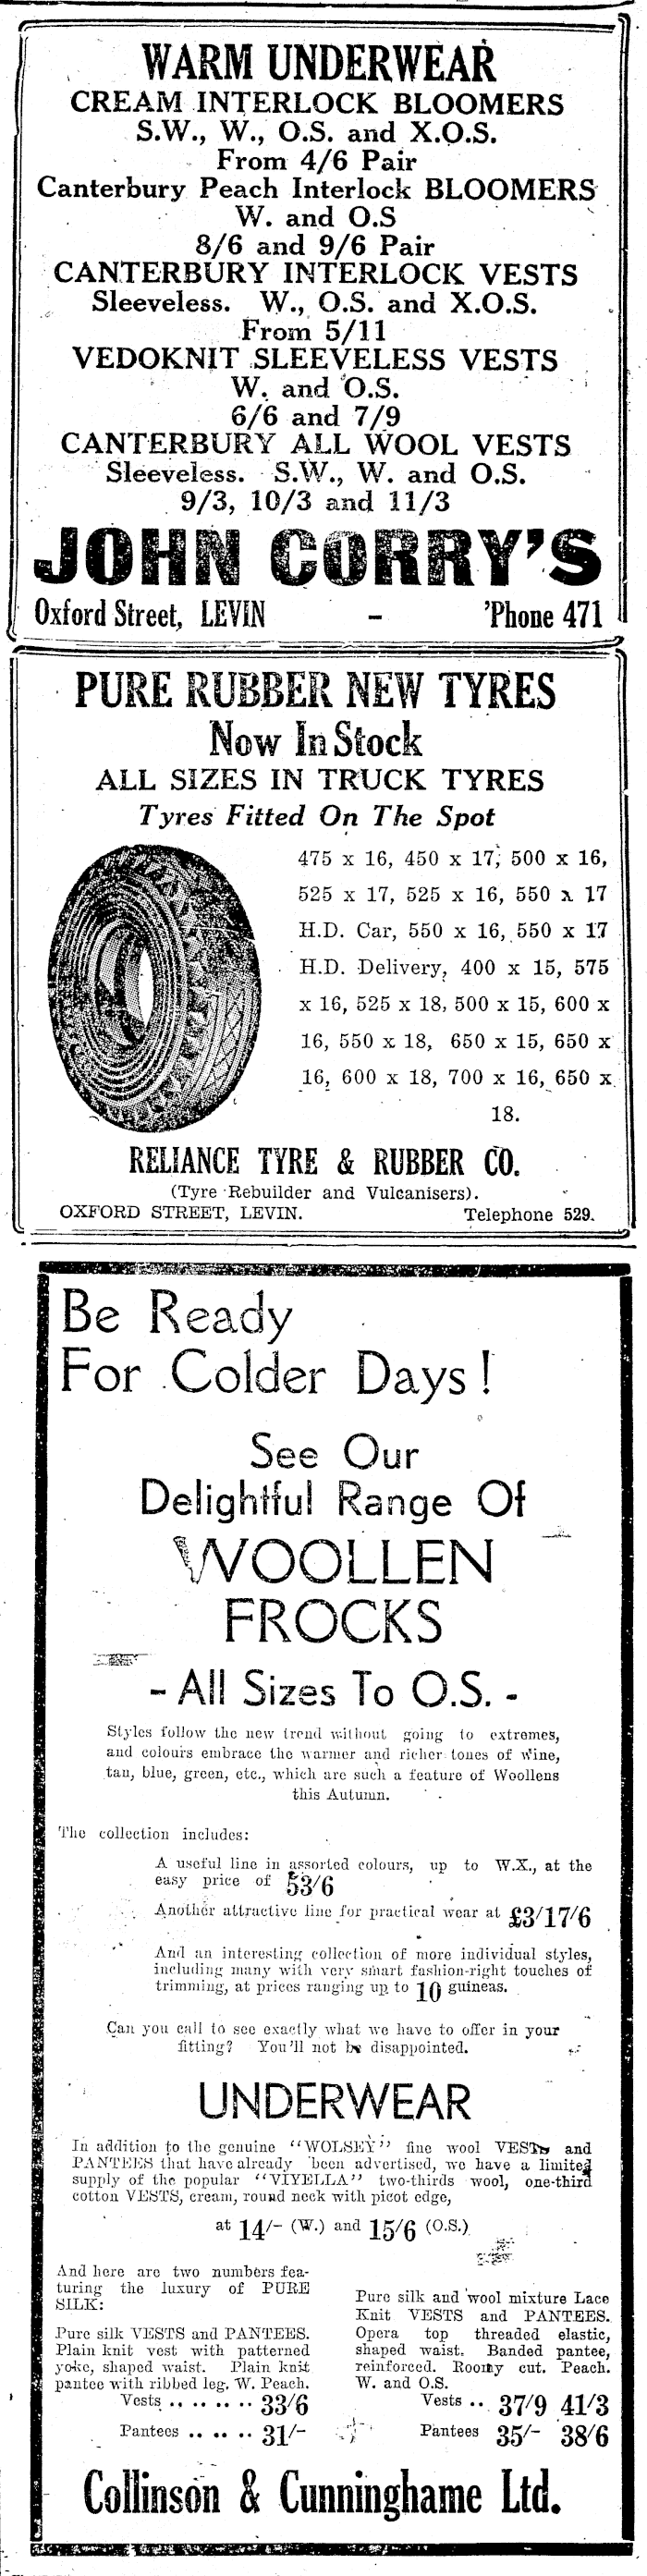 WARM UNDERWEAR
CREAM INTERLOCK BLOOMERS
S.W., W., O.S. and X.O.S.
From 4/6 Pair
Canterbury Peach Interlock BLOOMERS
W. and O.S
8/6 and 9/6 Pair
CANTERBURY INTERLOCK VESTS
Sleeveless. W., O.S. and X.O.S.
From 5/11
VEDOKNIT SLEEVELESS VESTS
W. and O.S.
6/6 and 7/9
CANTERBURY ALL WOOL VESTS
Sleeveless. S.W., W. and O.S.
9/3, 10/3 and 11/3
JOHN CORRY'S
Oxford Street, LEVIN - 'Phone 471
PURE RUBBER NEW TYRES
Now In Stock
ALL SIZES IN TRUCK TYRES
Tyres Fitted On The Spot
475 x 16, 450 x 17, 500 x 16,
525 x 17, 525 x 16, 550 x 17
H.D. Car, 550 x 16, 550 x 17
H.D. Delivery, 400 x 15, 575
x 16, 525 x 18, 500 x 15, 600 x
16, 550 x 18, 650 x 15, 650 x
16, 600 x 18, 700 x 16, 650 x
18.
RELIANCE TYRE & RUBBER CO.
(Tyre Rebuilder and Vulcanisers).
OXFORD STREET, LEVIN. Telephone 529.
Be Ready
For Colder Days!
See Our
Delightful Range Of
WOOLLEN
FROCKS
- All Sizes To O.S. -
Styles follow the new trend without going to extremes,
and colours embrace the warmer and richer tones of wine,
tan, blue, green, etc., which are such a feature of Woollens
this Autumn.
The collection includes:
A useful line in assorted colours, up to W.X., at the
easy price of 53/6
Another attractive line for practical wear at £3/17/6
And an interesting collection of more individual styles,
including many with very smart fashion-right touches of
trimming, at prices ranging up to 10 guineas.
Can you call to see exactly what we have to offer in your
fitting? You'll not be disappointed.
UNDERWEAR
In addition to the genuine "WOLSEY" fine wool VESTS and
PANTEES that have already been advertised, we have a limited
supply of the popular "VIYELLA" two-thirds wool, one-third
cotton VESTS, cream, round neck with picot edge,
at 14/- (W.) and 15/6 (O.S.)
And here are two numbers fea-
turing the luxury of PURE
SILK:
Pure silk VESTS and PANTEES.
Plain knit vest with patterned
yoke, shaped waist. Plain knit
pantee with ribbed leg. W. Peach.
Vests .. .. .. .. 33/6
Pantees .. .. .. 31/-
Pure silk and wool mixture Lace
Knit VESTS and PANTEES.
Opera top threaded elastic,
shaped waist. Banded pantee,
reinforced. Roomy cut. Peach.
W. and O.S.
Vests .. 37/9 41/3
Pantees 35/- 38/6
Collinson & Cunninghame Ltd.